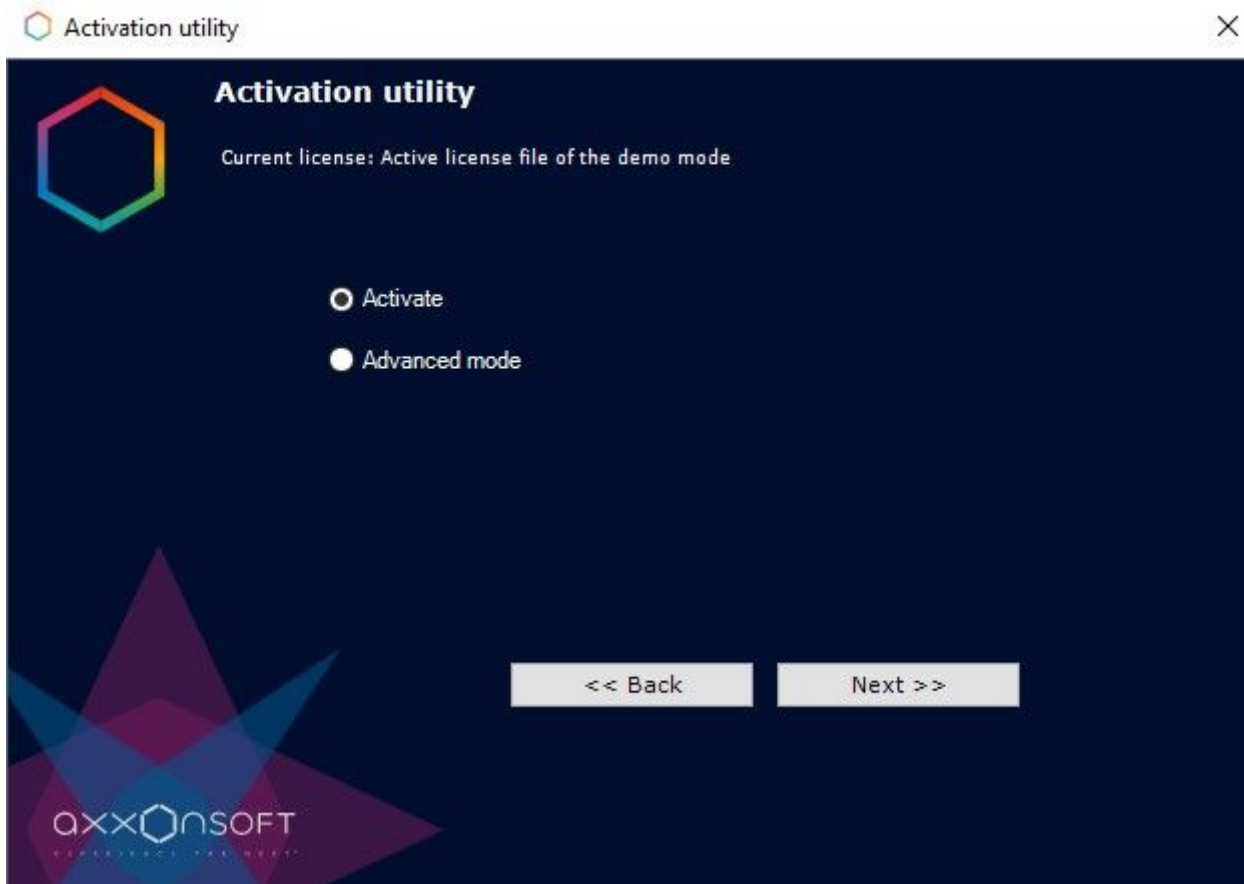 Activation utility
Activation utility
Current license: Active license file of the demo mode
Activate
Advanced mode
<< Back
Next >>
axxonsoft